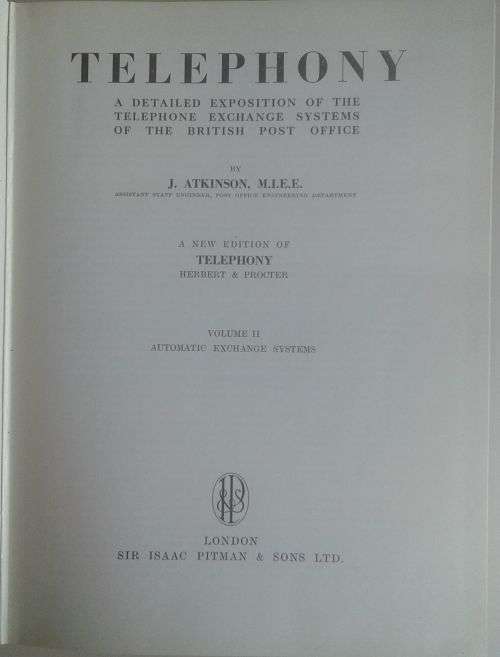 TELEPHONY
A DETAILED EXPOSITION OF THE
TELEPHONE EXCHANGE SYSTEMS
OF THE BRITISH POST OFFICE
BY
J. ATKINSON, M.I.E.E.
ASSISTANT STAFF ENGINEER, POST OFFICE ENGINEERING DEPARTMENT
A NEW EDITION OF
TELEPHONY
HERBERT & PROCTER
VOLUME II
AUTOMATIC EXCHANGE SYSTEMS
LONDON
SIR ISAAC PITMAN & SONS LTD.